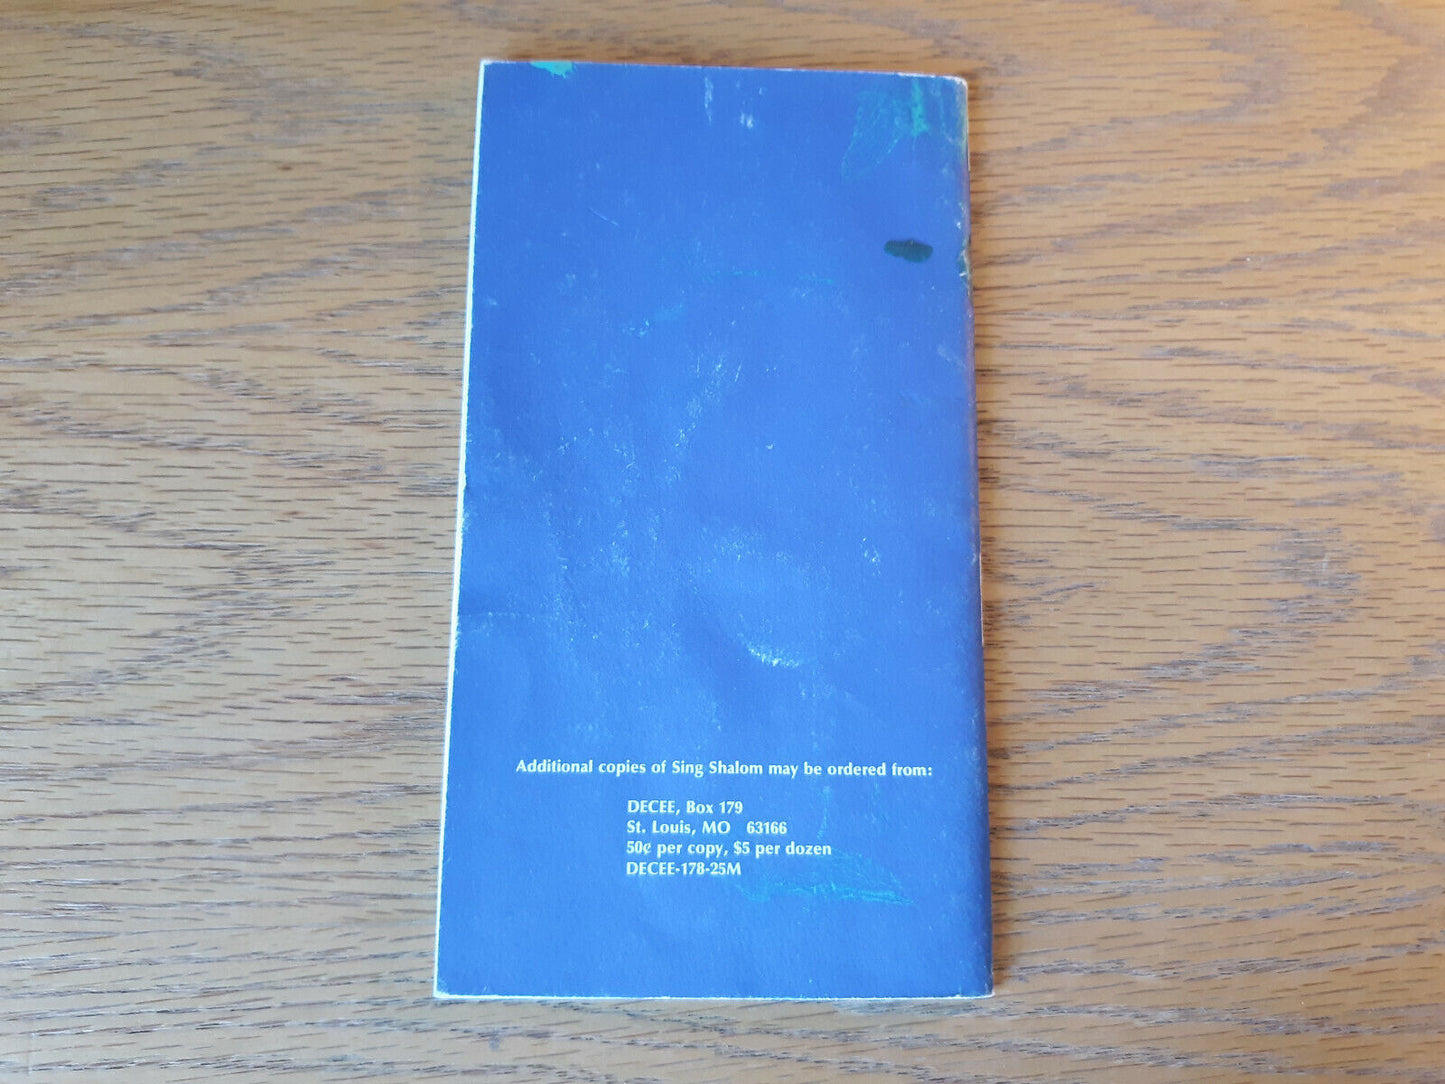 Additional copies of Sing Shalom may be ordered from:
DECEE, Box 179
St. Louis, MO 63166
50¢ per copy, $5 per dozen
DECEE-178-25M